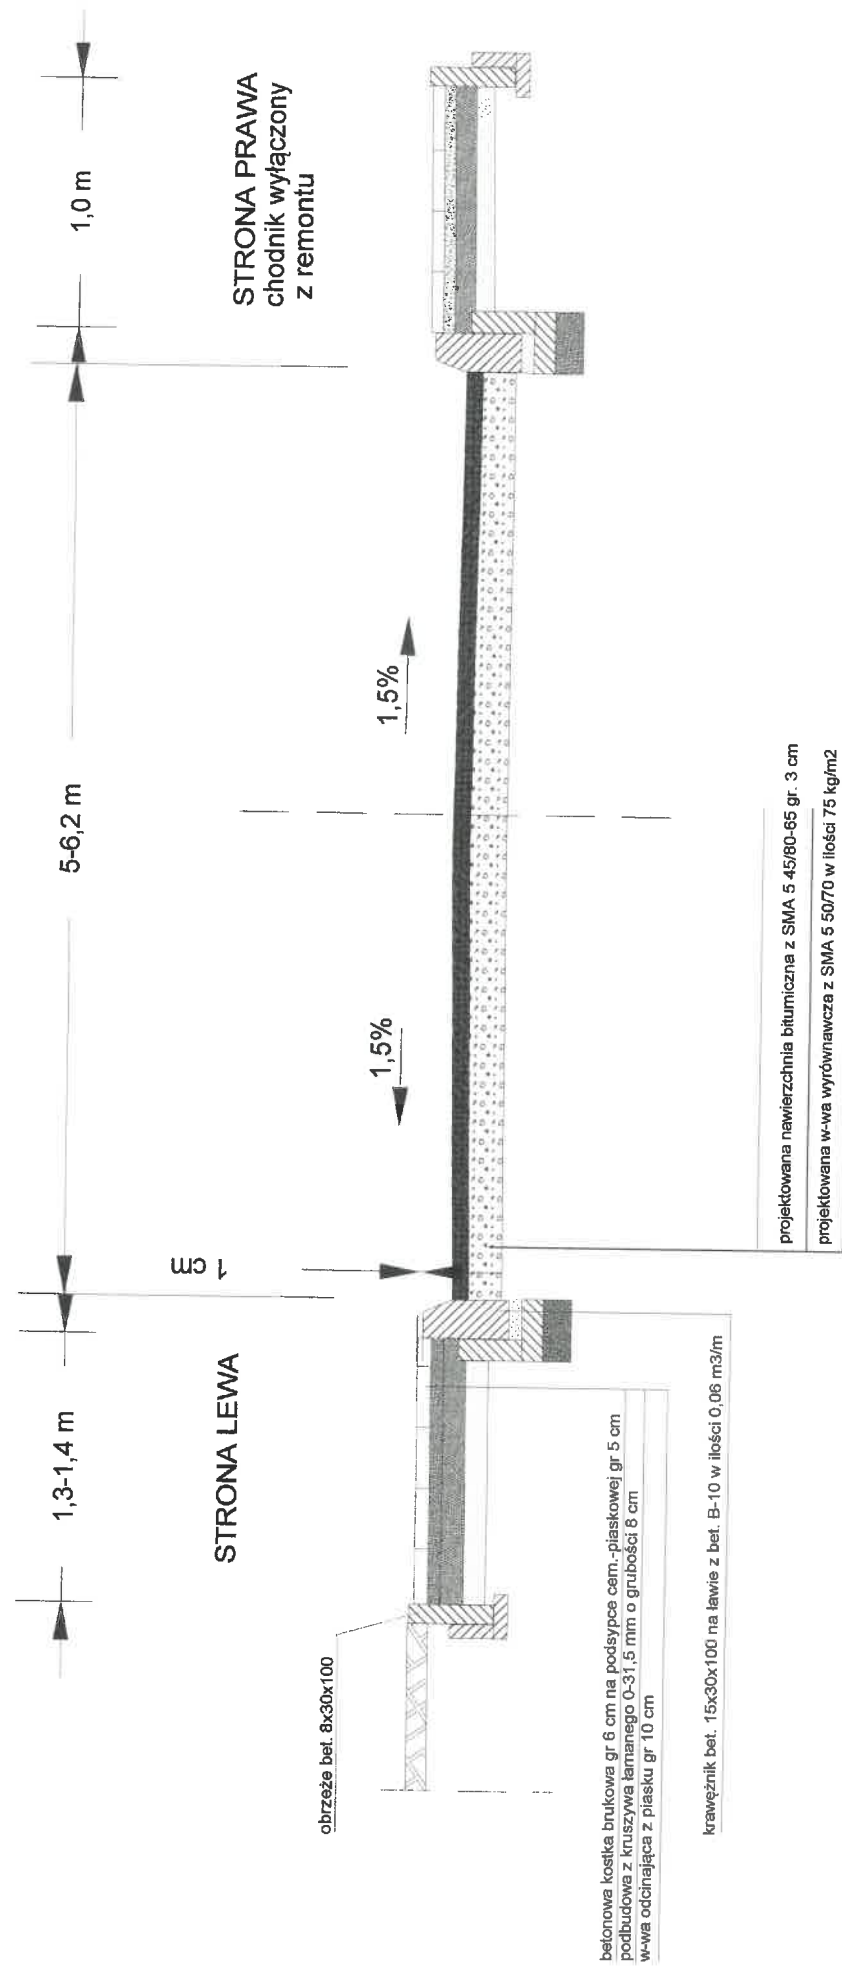 1,3-1,4 m
5-6,2 m
1,0 m
STRONA LEWA
1 cm
STRONA PRAWA
chodnik wyłączony
z remontu
1,5%
1,5%
obrzeże bet. 8x30x100
betonowa kostka brukowa gr 6 cm na podsypce cem.-piaskowej gr 5 cm
podbudowa z kruszywa łamanego 0-31,5 mm o grubości 8 cm
w-wa odcinająca z piasku gr 10 cm
krawężnik bet. 15x30x100 na ławie z bet. B-10 w ilości 0,06 m3/m
projektowana nawierzchnia bitumiczna z SMA 5 45/80-65 gr. 3 cm
projektowana w-wa wyrównawcza z SMA 5 50/70 w ilości 75 kg/m2